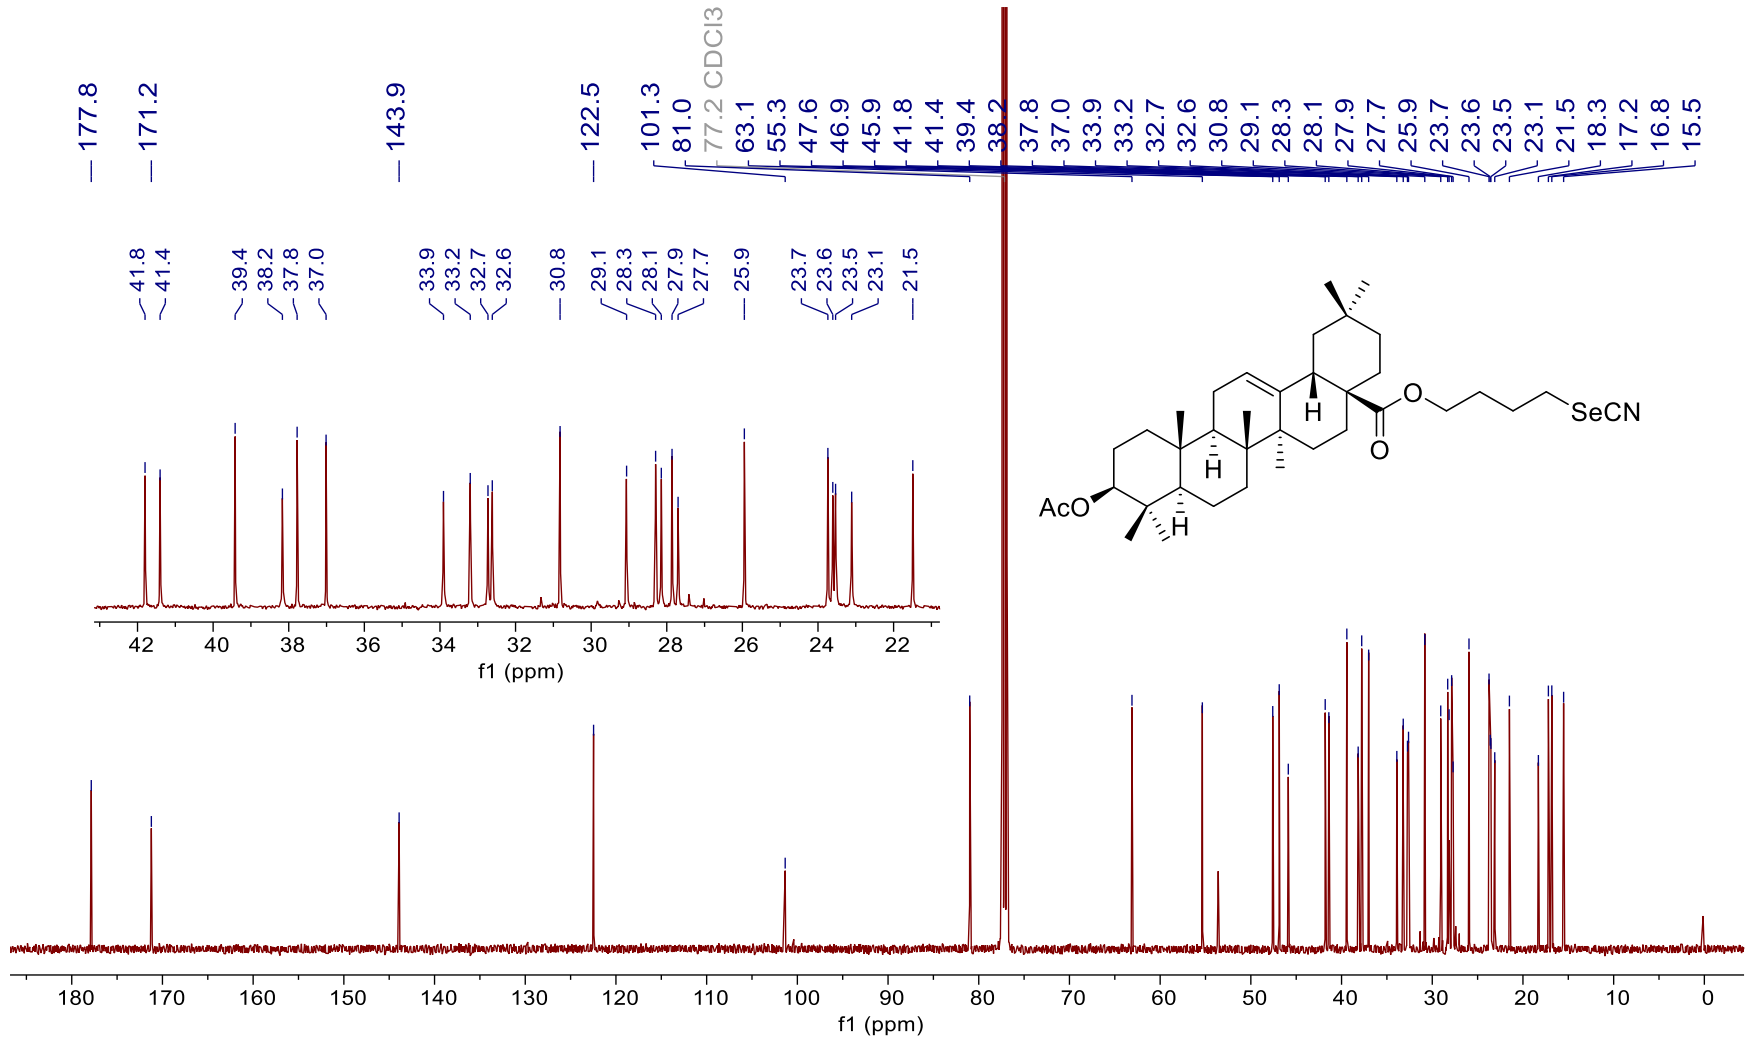 177.8 171.2 143.9 122.5 101.3 81.0 77.2 CDCl3 63.1 55.3 47.6 46.9 45.9 41.8 41.4 39.4 38.2 37.8 37.0 33.9 33.2 32.7 32.6 30.8 29.1 28.3 28.1 27.9 27.7 25.9 23.7 23.6 23.5 23.1 21.5 18.3 17.2 16.8 15.5
41.8 41.4 39.4 38.2 37.8 37.0 33.9 33.2 32.7 32.6 30.8 29.1 28.3 28.1 27.9 27.7 25.9 23.7 23.6 23.5 23.1 21.5
O
H
SeCN
O
H
AcO
H
42 40 38 36 34 32 30 28 26 24 22
f1 (ppm)
180 170 160 150 140 130 120 110 100 90 80 70 60 50 40 30 20 10 0
f1 (ppm)